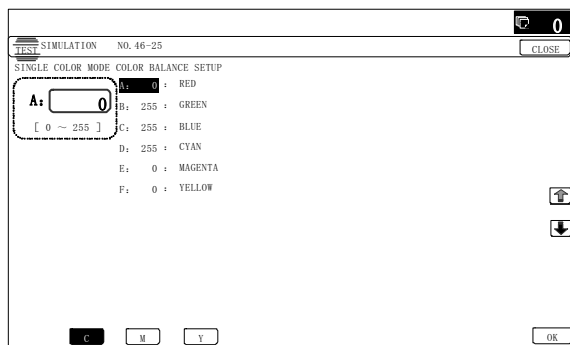 0
TEST SIMULATION NO.46-25 CLOSE
SINGLE COLOR MODE COLOR BALANCE SETUP
A: 0
[ 0 ~ 255 ]
A: 0 : RED
B: 255 : GREEN
C: 255 : BLUE
D: 255 : CYAN
E: 0 : MAGENTA
F: 0 : YELLOW
C M Y OK